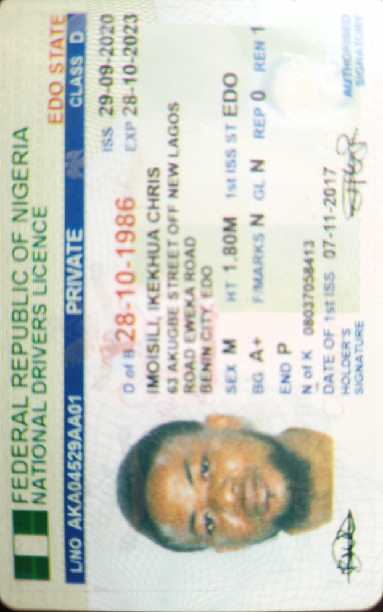 FEDERAL REPUBLIC OF NIGERIA
NATIONAL DRIVERS LICENCE
EDO STATE
L/NO AKA04529AA01 PRIVATE CLASS D
ISS 29-09-2020
D of B 28-10-1986 EXP 28-10-2023
IMOISILI, IKEKHUA CHRIS
63 AKUGBE STREET OFF NEW LAGOS
ROAD EWEKA ROAD
BENIN CITY, EDO
SEX M HT 1.80M 1st ISS ST EDO
BG A+ F/MARKS N GL N REP 0 REN 1
END P
N of K 08037058413
DATE OF 1st ISS 07-11-2017
HOLDER'S
SIGNATURE
AUTHORISED
SIGNATURE